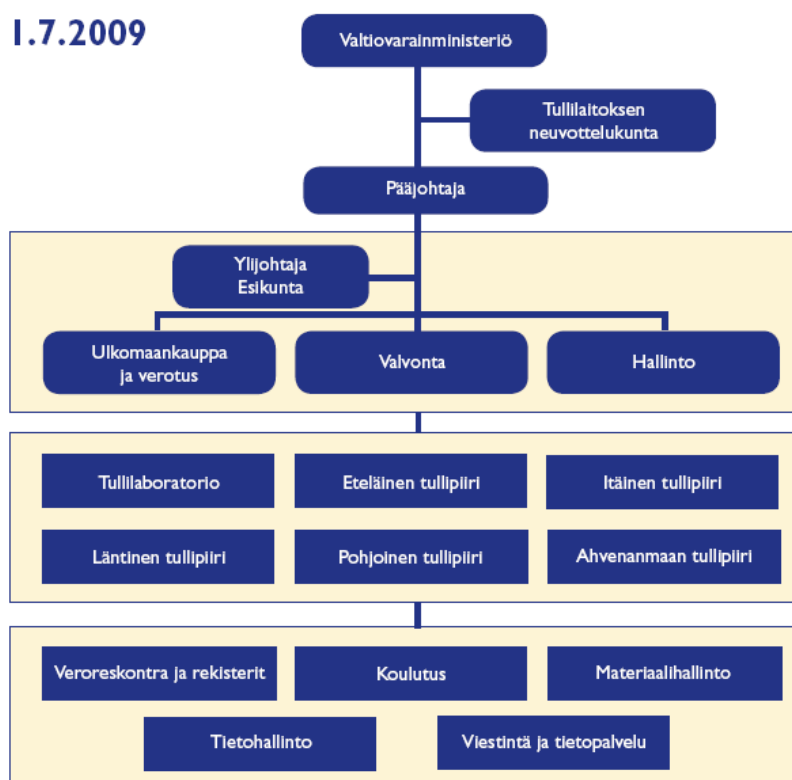 1.7.2009
Valtiovarainministeriö
Tullilaitoksen
neuvottelukunta
Pääjohtaja
Ylijohtaja
Esikunta
Ulkomaankauppa
ja verotus
Valvonta
Hallinto
Tullilaboratorio
Eteläinen tullipiiri
Itäinen tullipiiri
Läntinen tullipiiri
Pohjoinen tullipiiri
Ahvenanmaan tullipiiri
Veroreskontra ja rekisterit
Koulutus
Materiaalihallinto
Tietohallinto
Viestintä ja tietopalvelu